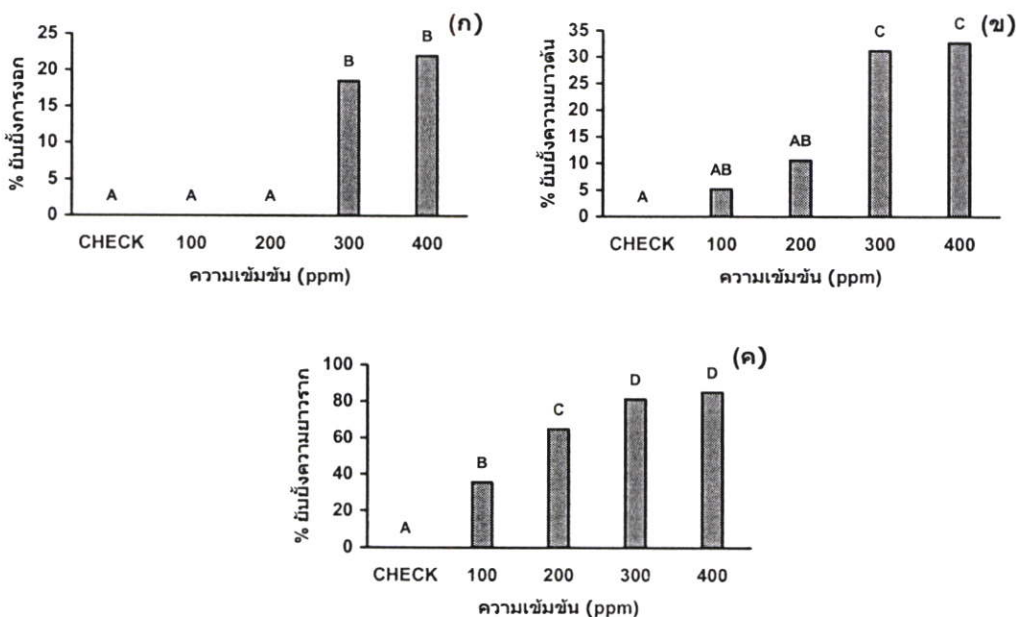 (ก)
% ยับยั้งการงอก
25
20
15
10
5
0
A
A
A
B
B
CHECK 100 200 300 400
ความเข้มข้น (ppm)
(ข)
% ยับยั้งความยาวต้น
35
30
25
20
15
10
5
0
A
AB
AB
C
C
CHECK 100 200 300 400
ความเข้มข้น (ppm)
(ค)
% ยับยั้งความยาวราก
100
80
60
40
20
0
A
B
C
D
D
CHECK 100 200 300 400
ความเข้มข้น (ppm)